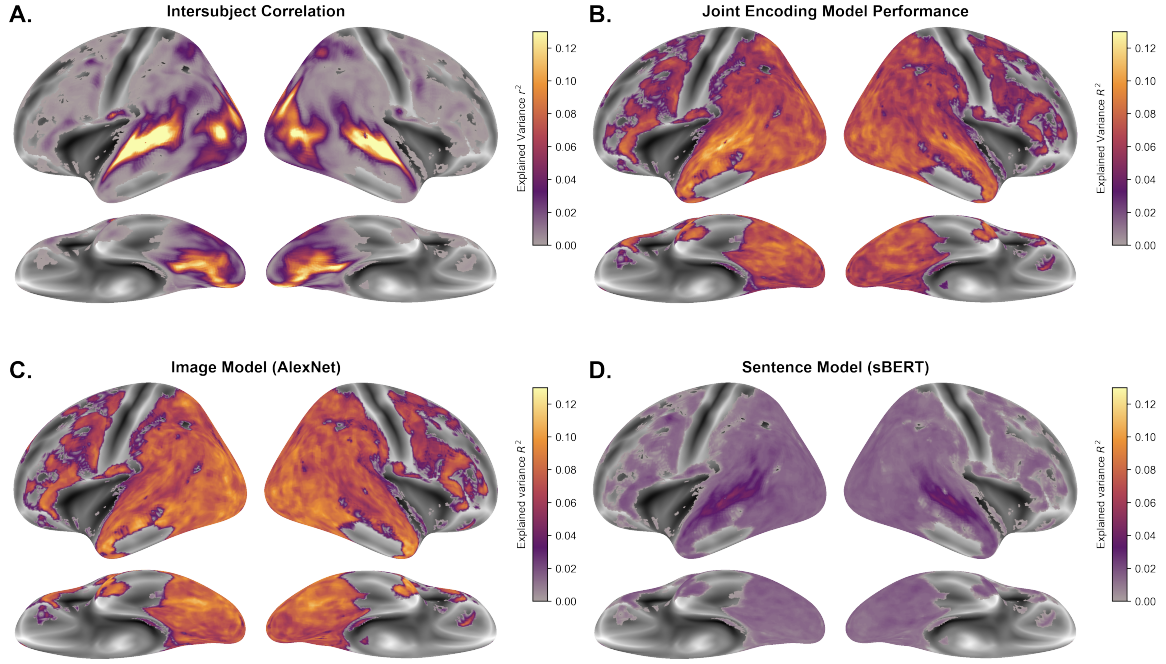 A.
Intersubject Correlation
0.12
0.10
0.08
0.06
0.04
0.02
0.00
Explained Variance r²
B.
Joint Encoding Model Performance
0.12
0.10
0.08
0.06
0.04
0.02
0.00
Explained Variance R²
C.
Image Model (AlexNet)
0.12
0.10
0.08
0.06
0.04
0.02
0.00
Explained variance R²
D.
Sentence Model (sBERT)
0.12
0.10
0.08
0.06
0.04
0.02
0.00
Explained variance R²